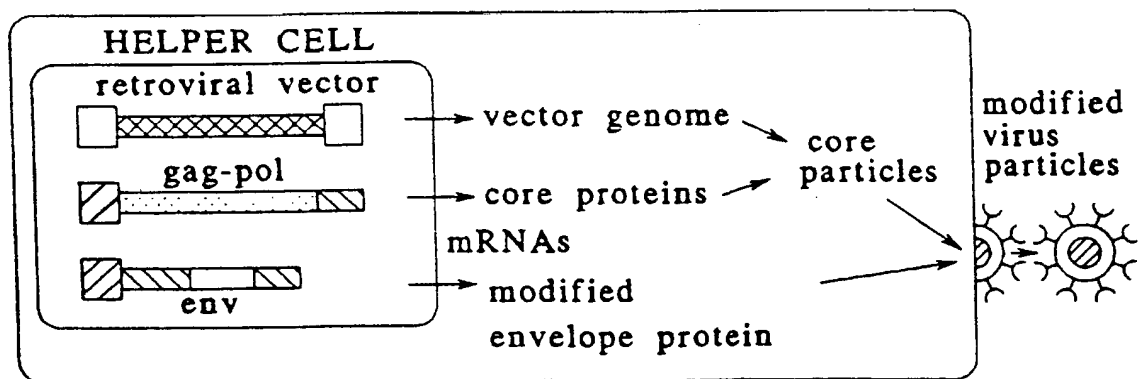 HELPER CELL
retroviral vector
gag-pol
env
mRNAs
vector genome
core proteins
modified
envelope protein
core
particles
modified
virus
particles